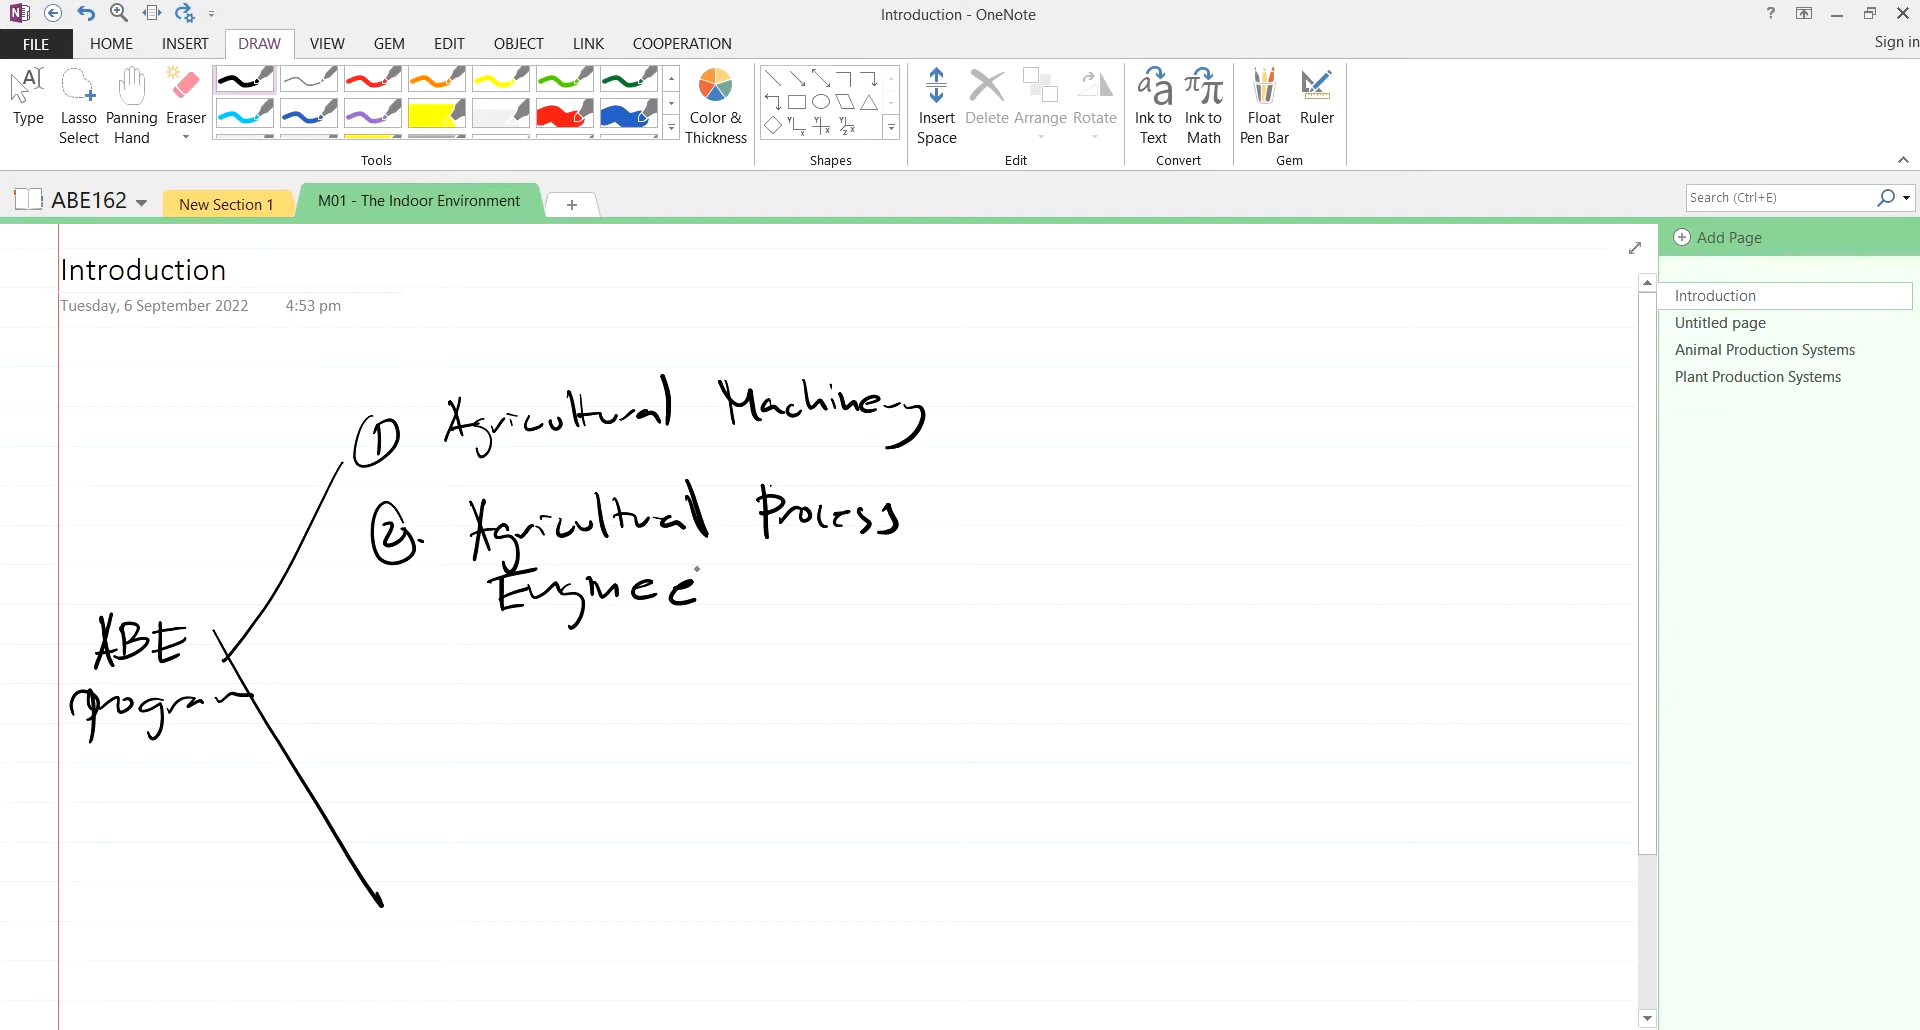 Introduction - OneNote
?
Sign in
FILE
HOME
INSERT
DRAW
VIEW
GEM
EDIT
OBJECT
LINK
COOPERATION
Type
Lasso Select
Panning Hand
Eraser
Color & Thickness
Insert Space
Delete
Arrange
Rotate
Ink to Text
Ink to Math
Float Pen Bar
Ruler
Tools
Shapes
Edit
Convert
Gem
ABE162
New Section 1
M01 - The Indoor Environment
Search (Ctrl+E)
Add Page
Introduction
Untitled page
Animal Production Systems
Plant Production Systems
Introduction
Tuesday, 6 September 2022 4:53 pm
① Agricultural Machinery
②. Agricultural Process
Enginee
ABE
program